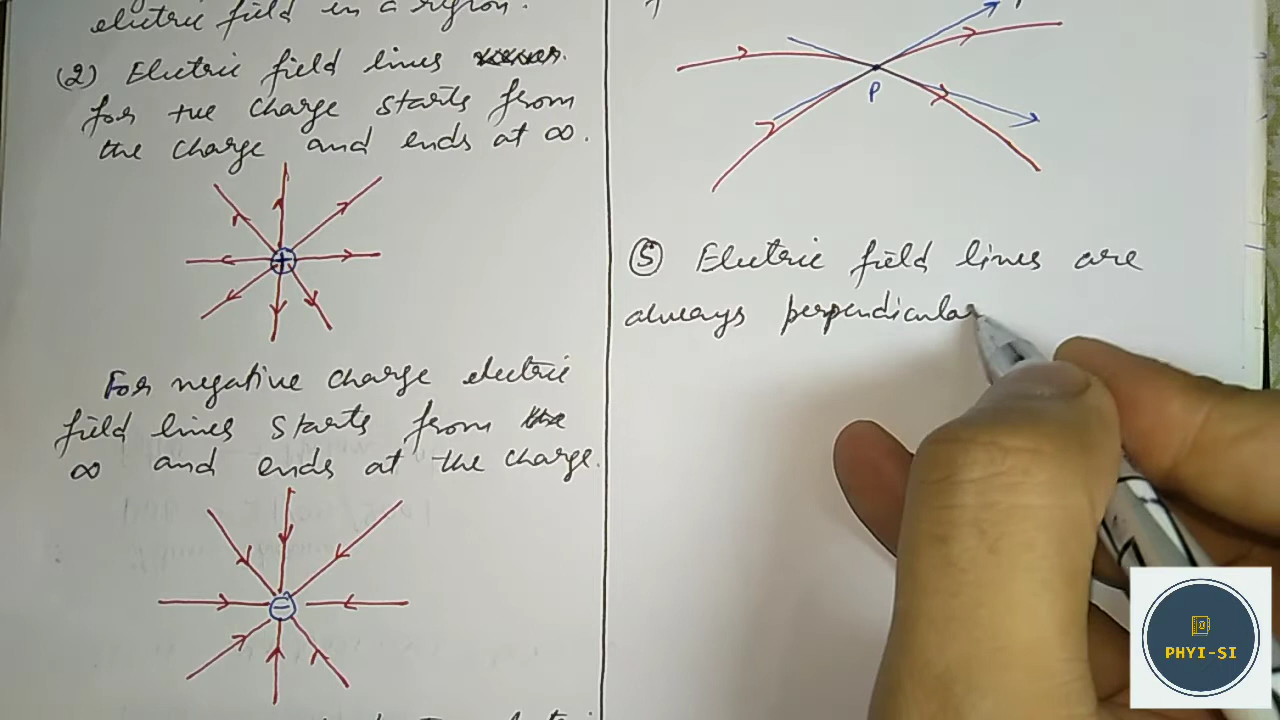 electric field in a region.
(2) Electric field lines
for +ve charge starts from
the charge and ends at ∞.
+
For negative charge electric
field lines starts from the
∞ and ends at the charge.
−
P
⑤ Electric field lines are
always perpendicular
PHYI-SI